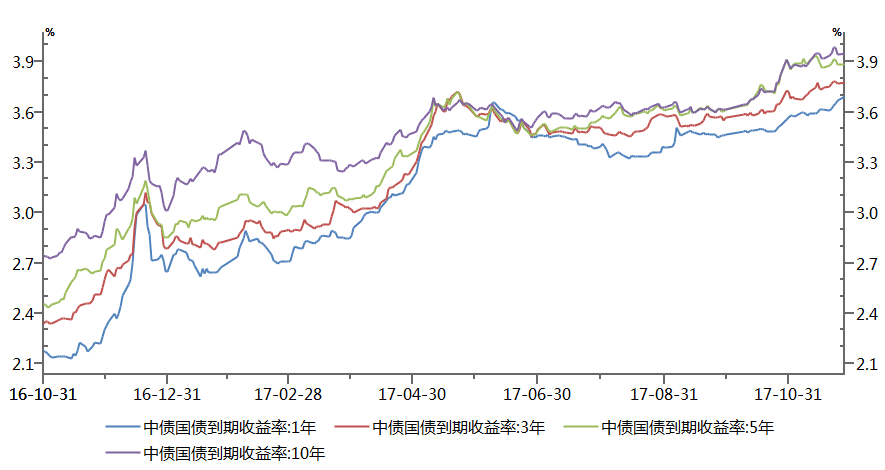 % %
3.9 3.9
3.6 3.6
3.3 3.3
3.0 3.0
2.7 2.7
2.4 2.4
2.1 2.1
16-10-31 16-12-31 17-02-28 17-04-30 17-06-30 17-08-31 17-10-31
中债国债到期收益率:1年 中债国债到期收益率:3年 中债国债到期收益率:5年
中债国债到期收益率:10年